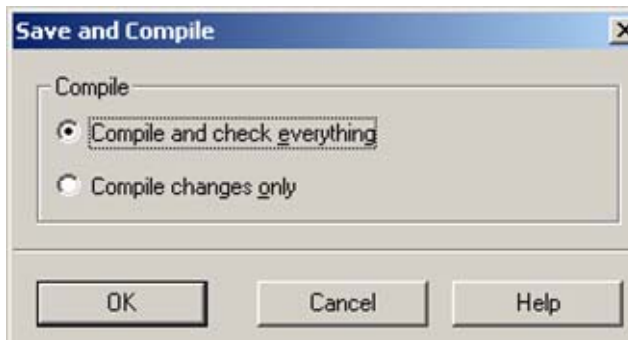 Save and Compile
Compile
Compile and check everything
Compile changes only
OK Cancel Help